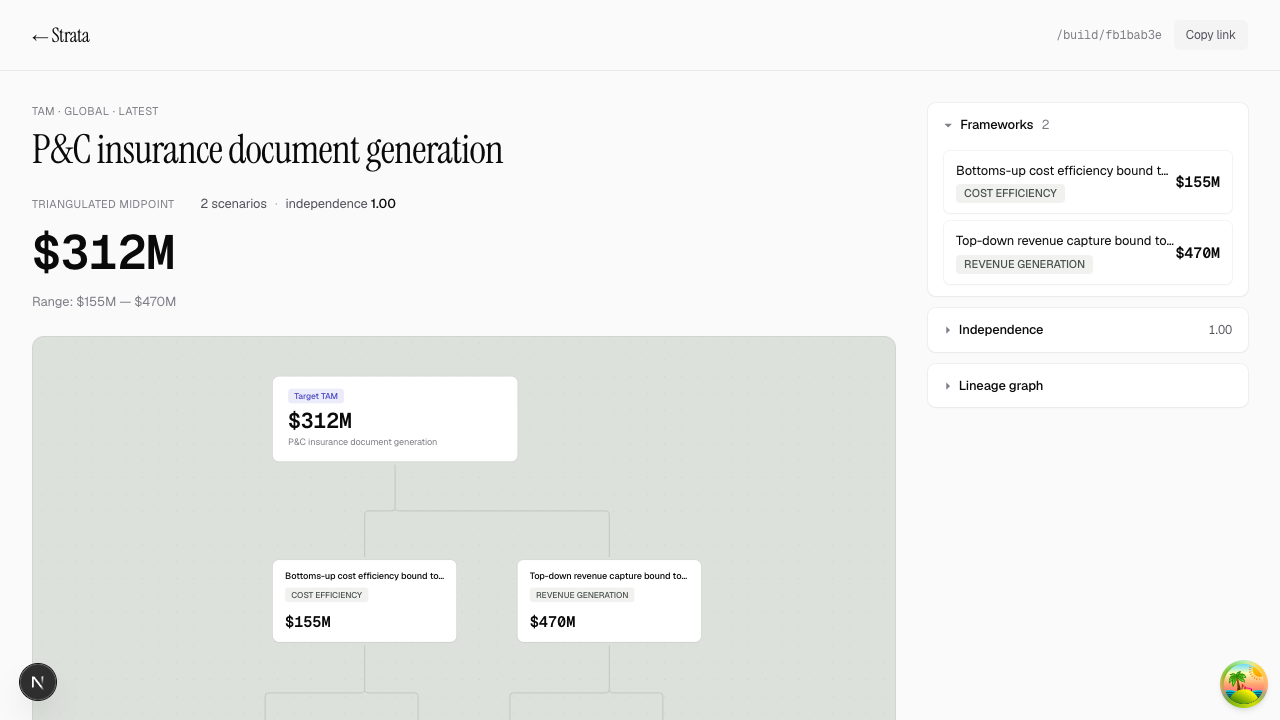 ← Strata
/build/fb1bab3e
Copy link
TAM · GLOBAL · LATEST
P&C insurance document generation
TRIANGULATED MIDPOINT
2 scenarios · independence 1.00
$312M
Range: $155M — $470M
Target TAM
$312M
P&C insurance document generation
Bottoms-up cost efficiency bound to...
COST EFFICIENCY
$155M
Top-down revenue capture bound to...
REVENUE GENERATION
$470M
Frameworks 2
Bottoms-up cost efficiency bound t...
COST EFFICIENCY
$155M
Top-down revenue capture bound to...
REVENUE GENERATION
$470M
Independence
1.00
Lineage graph
N